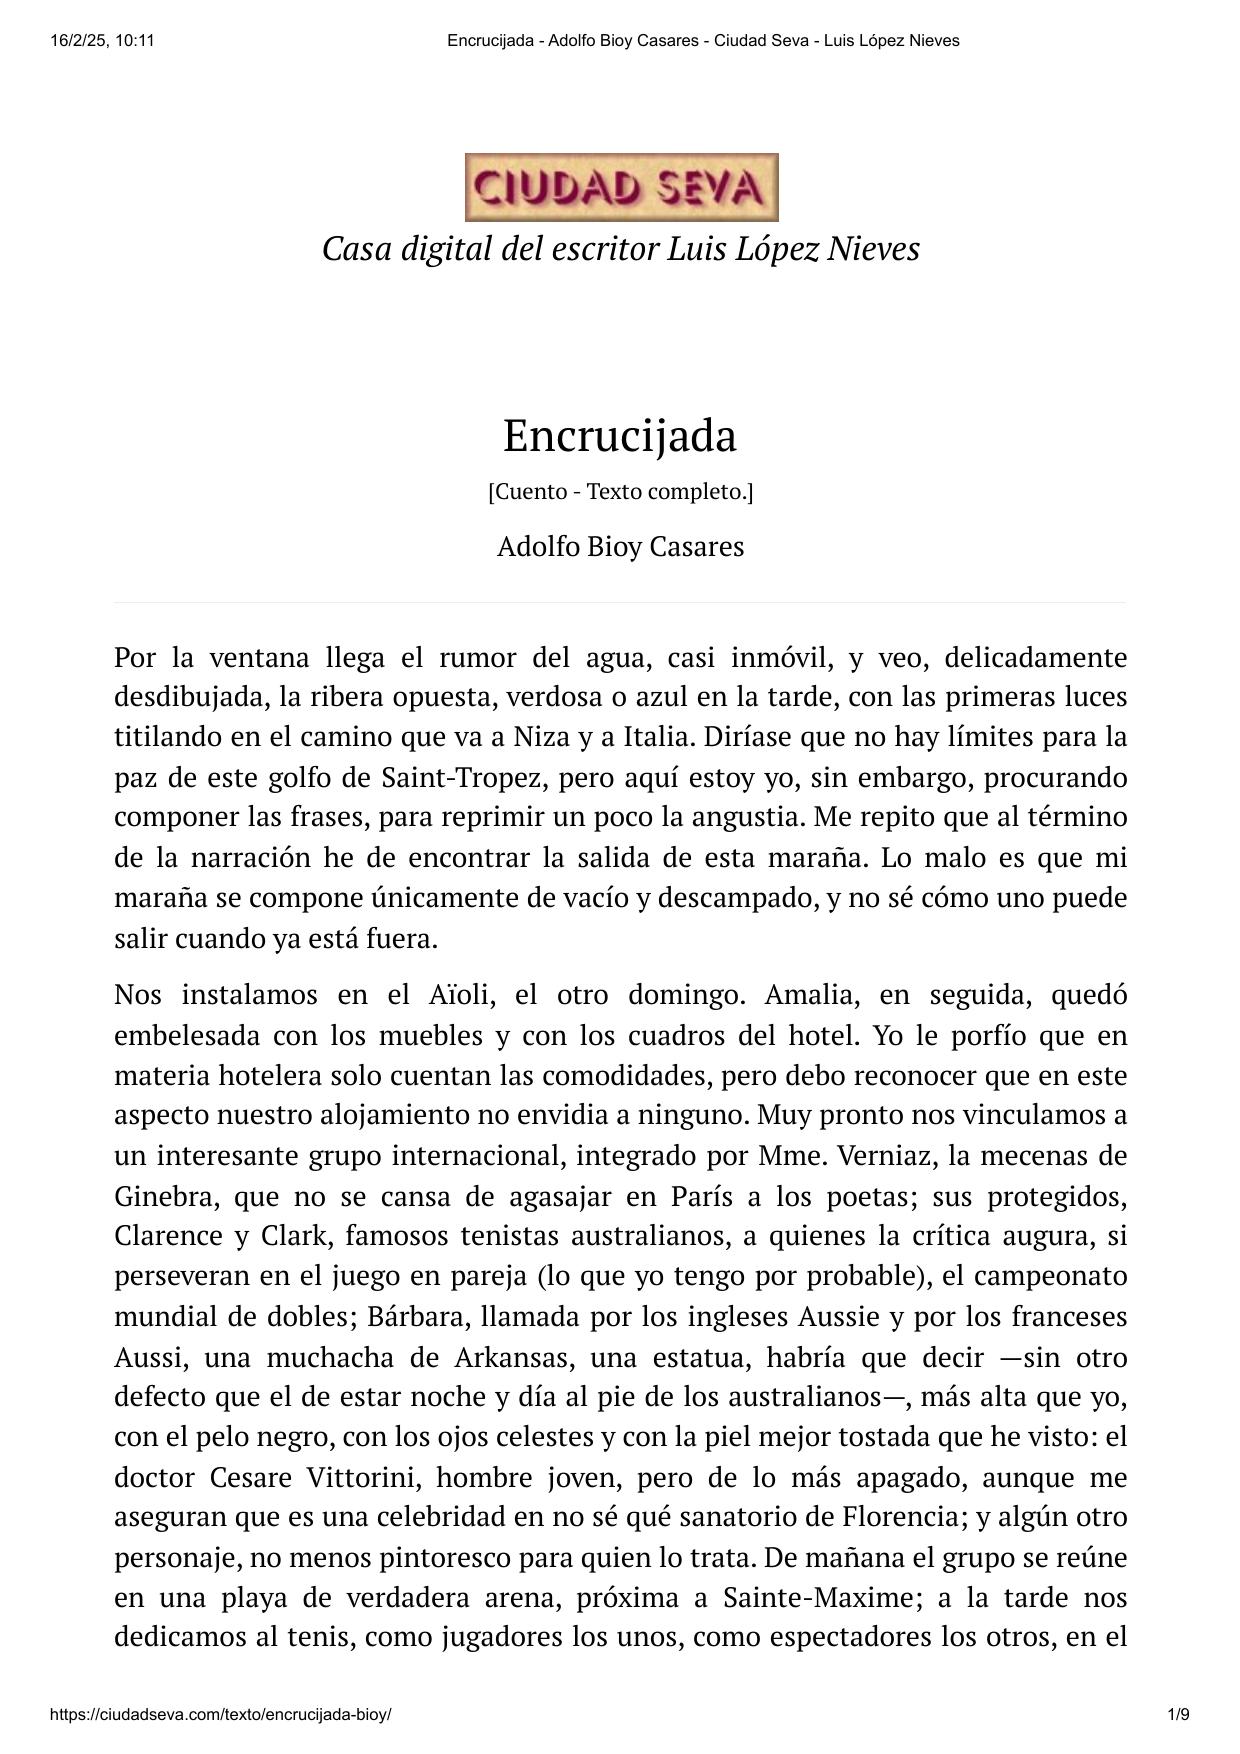 16/2/25, 10:11
Encrucijada - Adolfo Bioy Casares - Ciudad Seva - Luis López Nieves
CIUDAD SEVA
Casa digital del escritor Luis López Nieves
Encrucijada
[Cuento - Texto completo.]
Adolfo Bioy Casares
Por la ventana llega el rumor del agua, casi inmóvil, y veo, delicadamente
desdibujada, la ribera opuesta, verdosa o azul en la tarde, con las primeras luces
titilando en el camino que va a Niza y a Italia. Diríase que no hay límites para la
paz de este golfo de Saint-Tropez, pero aquí estoy yo, sin embargo, procurando
componer las frases, para reprimir un poco la angustia. Me repito que al término
de la narración he de encontrar la salida de esta maraña. Lo malo es que mi
maraña se compone únicamente de vacío y descampado, y no sé cómo uno puede
salir cuando ya está fuera.
Nos instalamos en el Aïoli, el otro domingo. Amalia, en seguida, quedó
embelesada con los muebles y con los cuadros del hotel. Yo le porfío que en
materia hotelera solo cuentan las comodidades, pero debo reconocer que en este
aspecto nuestro alojamiento no envidia a ninguno. Muy pronto nos vinculamos a
un interesante grupo internacional, integrado por Mme. Verniaz, la mecenas de
Ginebra, que no se cansa de agasajar en París a los poetas; sus protegidos,
Clarence y Clark, famosos tenistas australianos, a quienes la crítica augura, si
perseveran en el juego en pareja (lo que yo tengo por probable), el campeonato
mundial de dobles; Bárbara, llamada por los ingleses Aussie y por los franceses
Aussi, una muchacha de Arkansas, una estatua, habría que decir —sin otro
defecto que el de estar noche y día al pie de los australianos—, más alta que yo,
con el pelo negro, con los ojos celestes y con la piel mejor tostada que he visto: el
doctor Cesare Vittorini, hombre joven, pero de lo más apagado, aunque me
aseguran que es una celebridad en no sé qué sanatorio de Florencia; y algún otro
personaje, no menos pintoresco para quien lo trata. De mañana el grupo se reúne
en una playa de verdadera arena, próxima a Sainte-Maxime; a la tarde nos
dedicamos al tenis, como jugadores los unos, como espectadores los otros, en el
https://ciudadseva.com/texto/encrucijada-bioy/
1/9